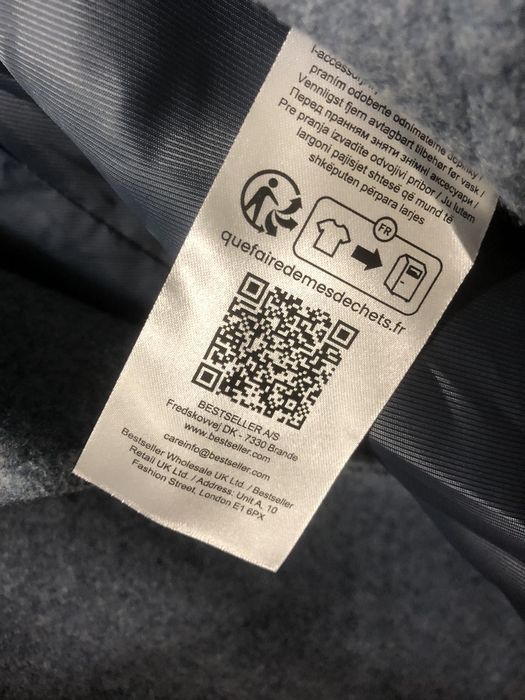 pranim odoberte odnímateľné doplnky /
Vennligst fjern avtagbart tilbehør før vask /
Перед пранням зняти знімні аксесуари /
Pre pranja izvadite odvojivi pribor / Ju lutem
largoni pajisjet shtesë që mund të
shkëputen përpara larjes
FR
quefairedemesdechets.fr
BESTSELLER A/S
Fredskovvej DK - 7330 Brande
www.bestseller.com
careinfo@bestseller.com
Bestseller Wholesale UK Ltd / Bestseller
Retail UK Ltd / Address: Unit A, 10
Fashion Street, London E1 6PX